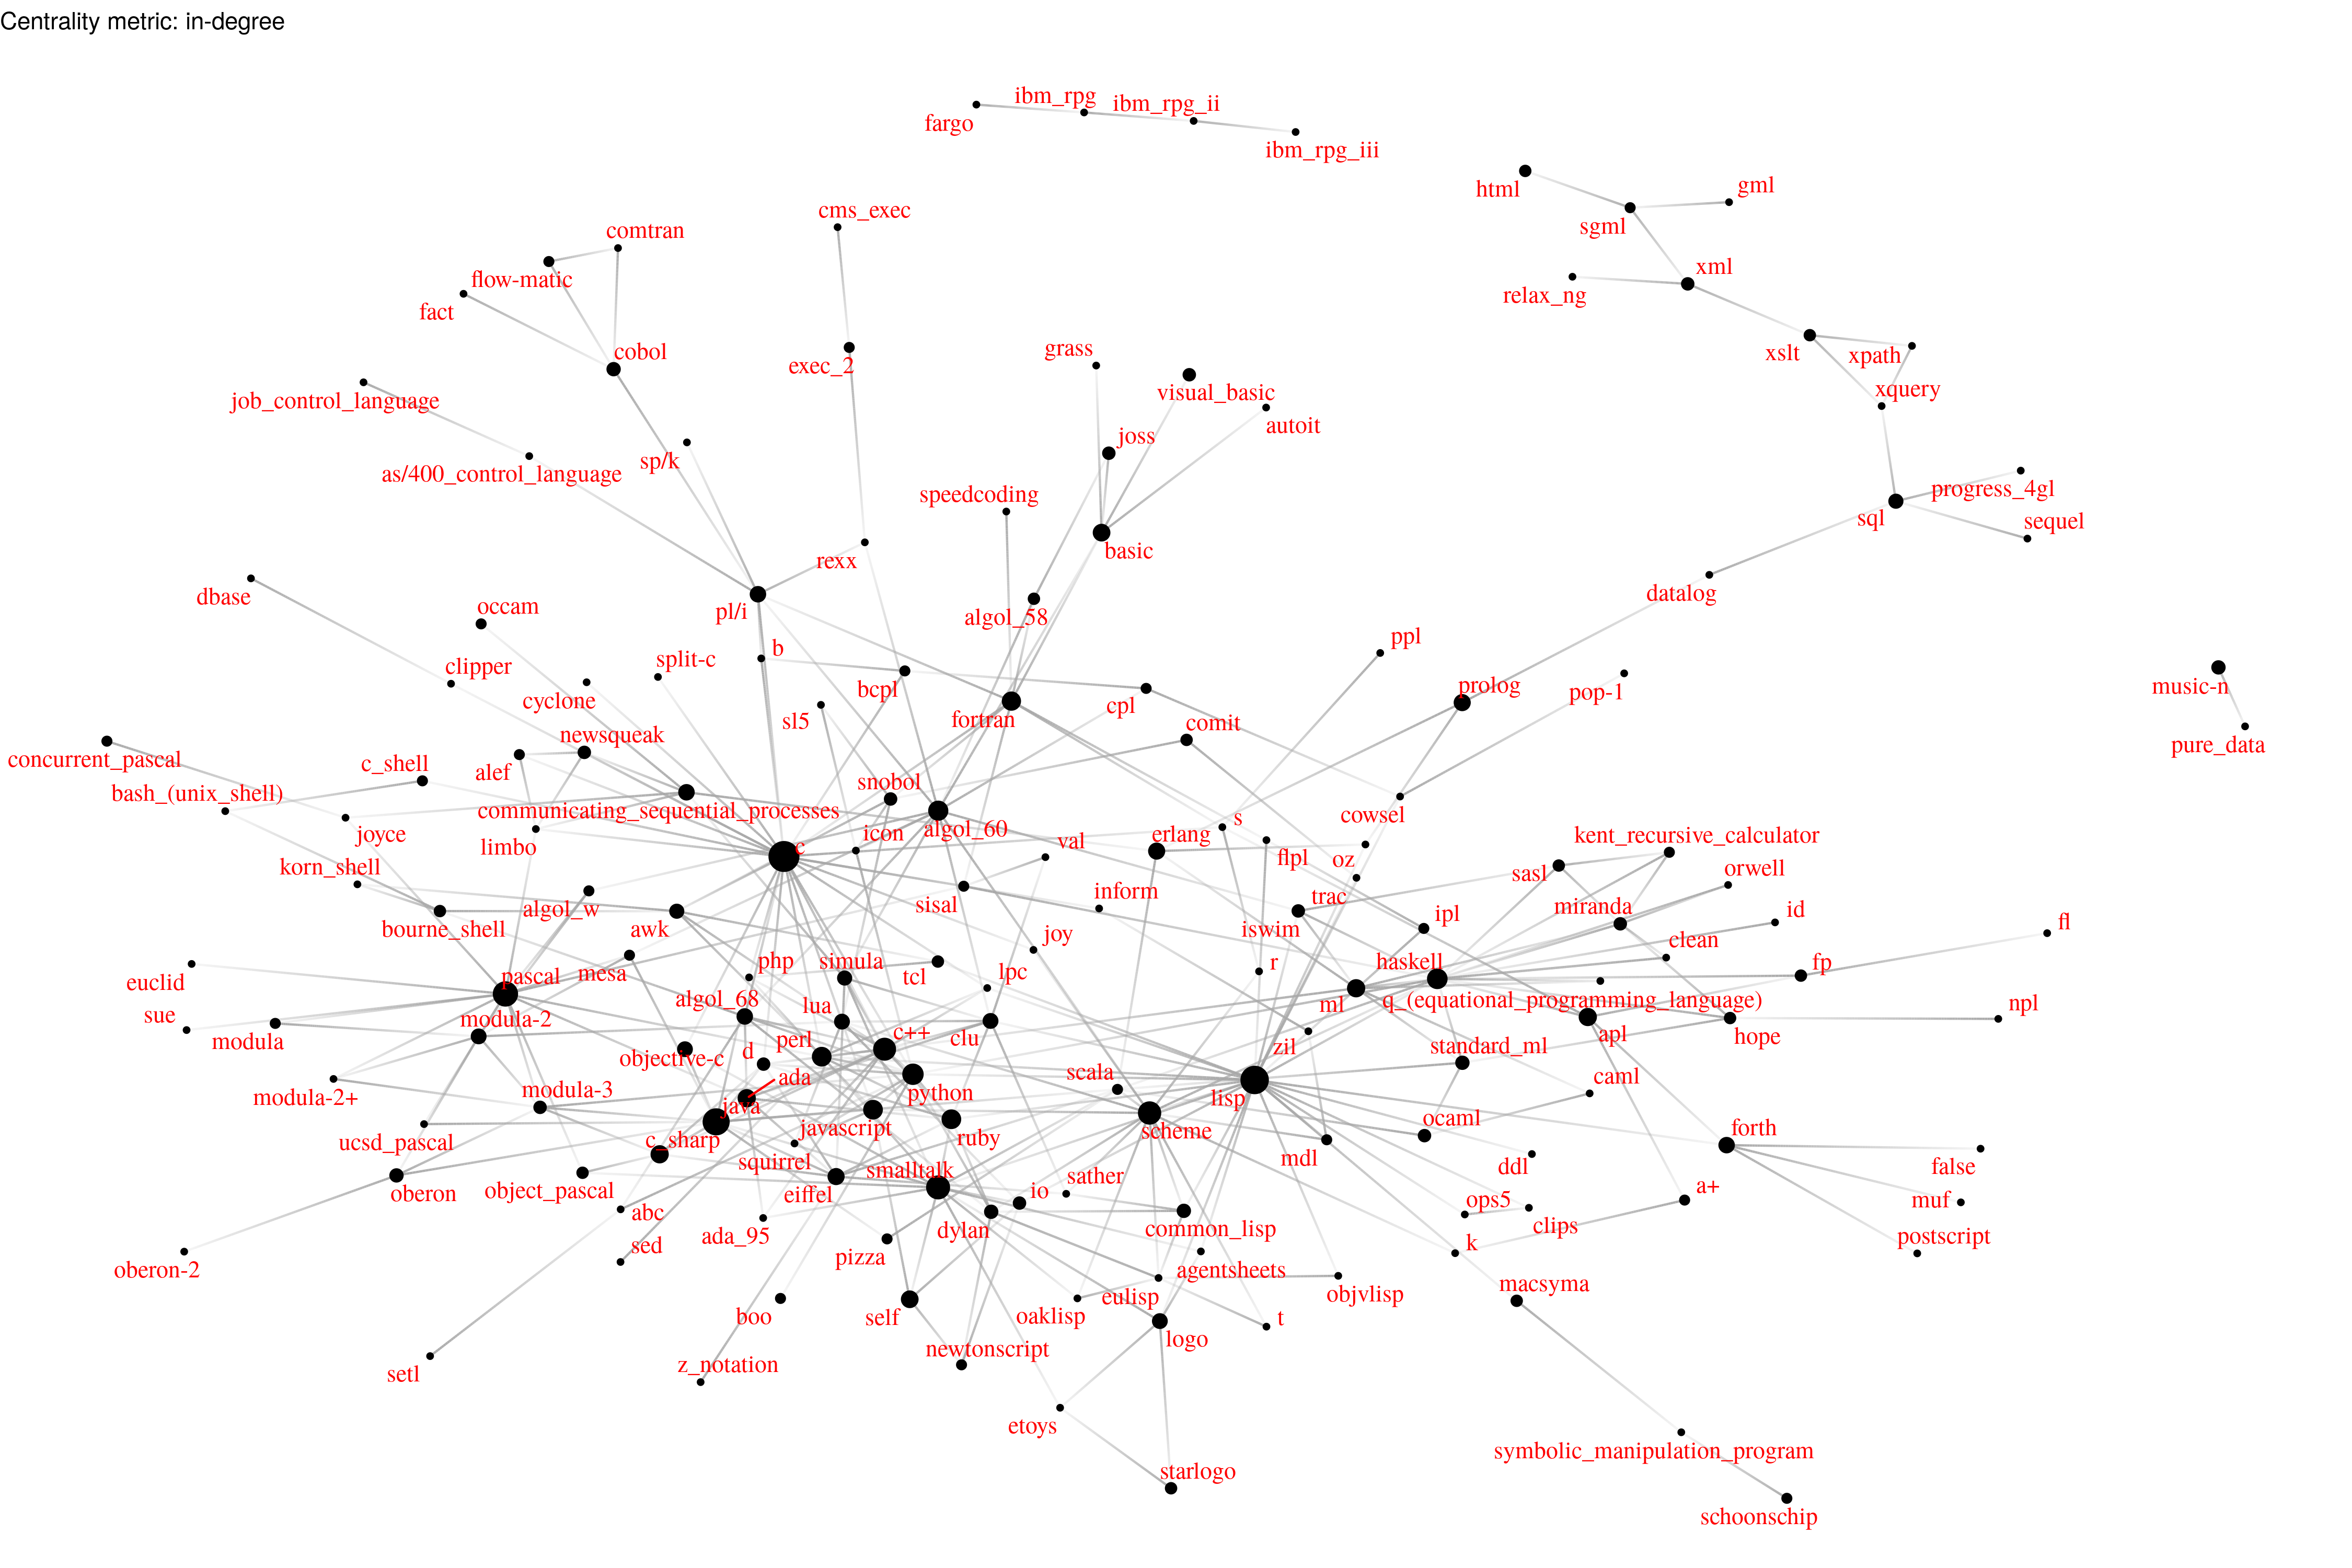 Centrality metric: in-degree
ibm_rpg
ibm_rpg_ii
fargo
ibm_rpg_iii
html
gml
cms_exec
sgml
comtran
xml
flow-matic
relax_ng
fact
cobol
grass
xslt
xpath
exec_2
visual_basic
xquery
job_control_language
autoit
joss
sp/k
as/400_control_language
speedcoding
progress_4gl
sql
sequel
basic
rexx
dbase
datalog
occam
pl/i
algol_58
ppl
b
split-c
clipper
bcpl
prolog
pop-1
music-n
cyclone
cpl
sl5
fortran
comit
newsqueak
pure_data
concurrent_pascal
c_shell
alef
snobol
bash_(unix_shell)
communicating_sequential_processes
cowsel
s
joyce
icon
algol_60
erlang
kent_recursive_calculator
val
limbo
c
flpl
oz
korn_shell
sasl
orwell
inform
trac
algol_w
sisal
miranda
ipl
id
bourne_shell
awk
iswim
fl
joy
clean
php
simula
r
haskell
fp
euclid
pascal
mesa
tcl
lpc
algol_68
ml
q_(equational_programming_language)
npl
sue
lua
modula-2
c++
modula
perl
clu
apl
hope
objective-c
d
zil
standard_ml
scala
ada
caml
modula-2+
modula-3
python
lisp
java
ocaml
javascript
forth
ucsd_pascal
c_sharp
ruby
scheme
squirrel
mdl
ddl
false
smalltalk
sather
oberon
object_pascal
eiffel
io
a+
ops5
muf
abc
clips
ada_95
dylan
common_lisp
postscript
sed
k
pizza
oberon-2
agentsheets
macsyma
eulisp
objvlisp
boo
self
oaklisp
t
logo
newtonscript
z_notation
setl
etoys
symbolic_manipulation_program
starlogo
schoonschip